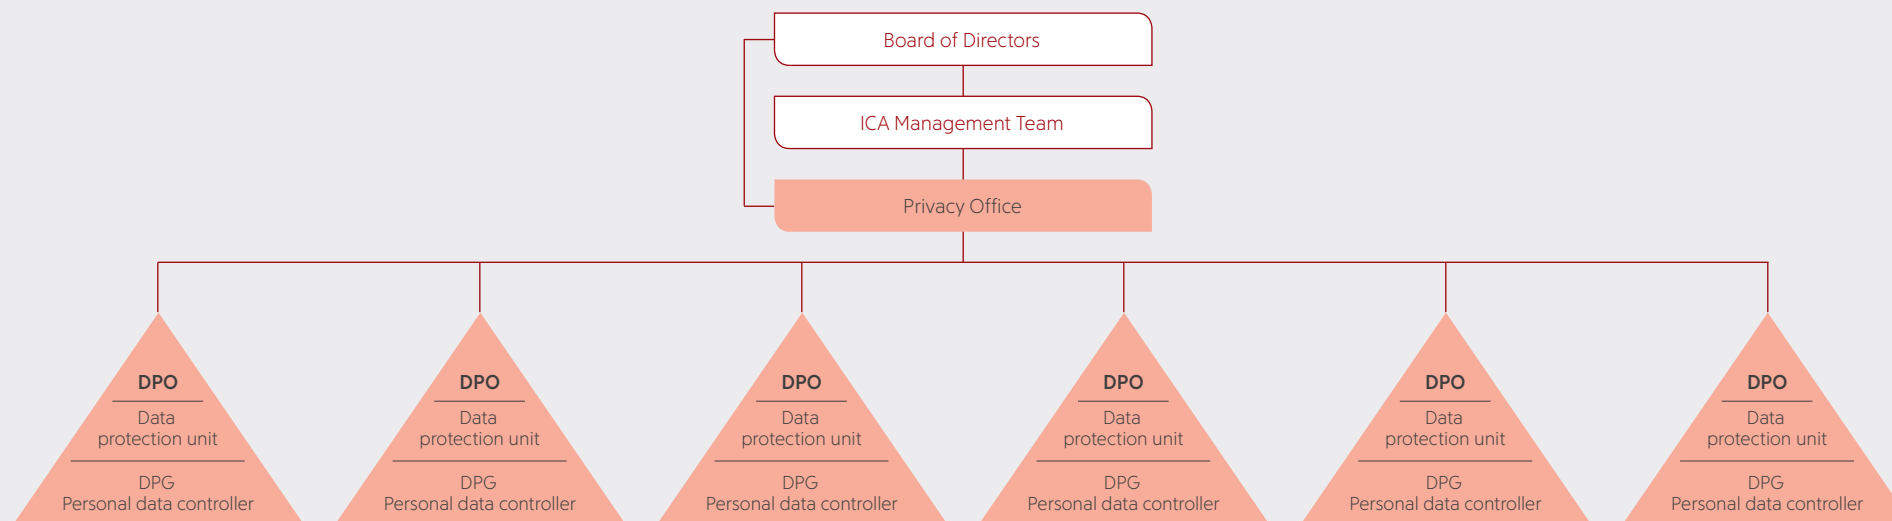 Board of Directors
ICA Management Team
Privacy Office
DPO
Data
protection unit
DPG
Personal data controller
DPO
Data
protection unit
DPG
Personal data controller
DPO
Data
protection unit
DPG
Personal data controller
DPO
Data
protection unit
DPG
Personal data controller
DPO
Data
protection unit
DPG
Personal data controller
DPO
Data
protection unit
DPG
Personal data controller